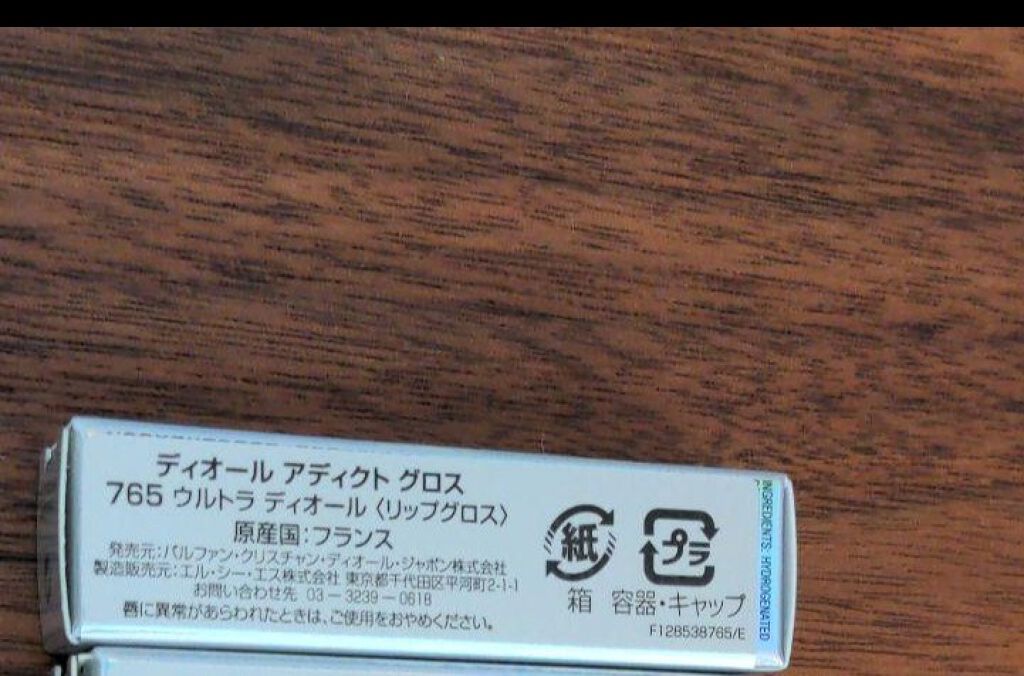 ディオール アディクト グロス
765 ウルトラ ディオール〈リップグロス〉
原産国:フランス
発売元:パルファン・クリスチャン・ディオール・ジャポン株式会社
製造販売元:エル・シー・エス株式会社 東京都千代田区平河町2-1-1
お問い合わせ先 03-3239-0618
唇に異常があらわれたときは、ご使用をおやめください。
紙 プラ
箱 容器・キャップ
F128538765/E
INGREDIENTS: HYDROGENATED